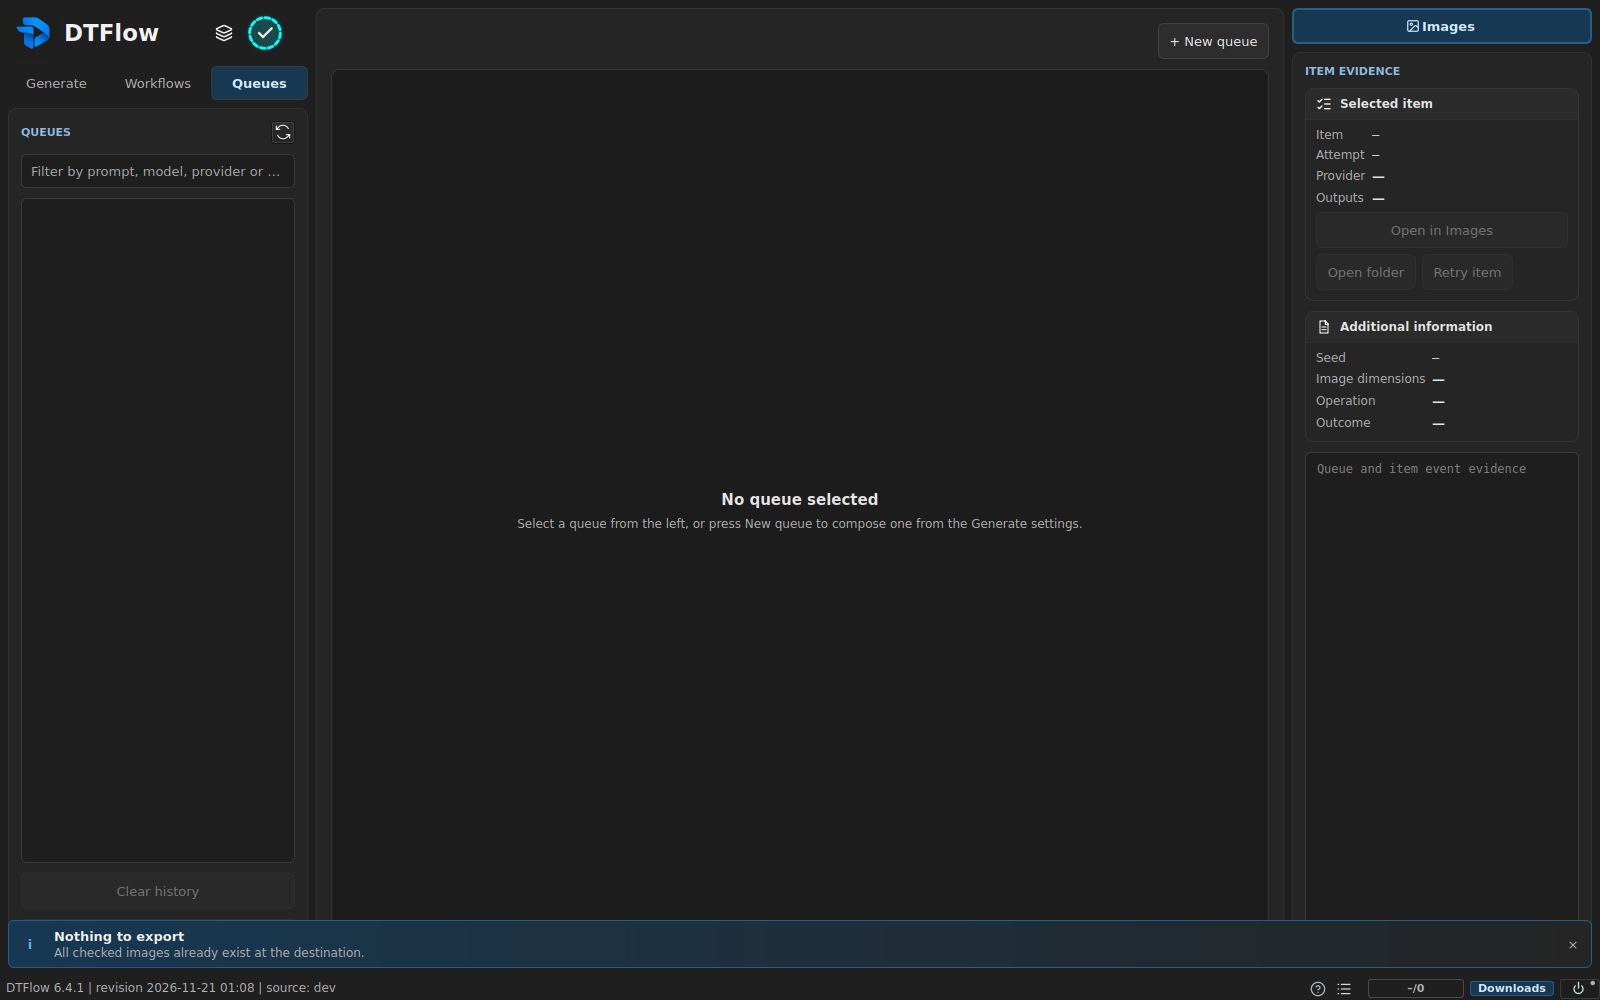 DTFlow
Generate
Workflows
Queues
QUEUES
Filter by prompt, model, provider or ...
Clear history
+ New queue
No queue selected
Select a queue from the left, or press New queue to compose one from the Generate settings.
Images
ITEM EVIDENCE
Selected item
Item –
Attempt –
Provider —
Outputs —
Open in Images
Open folder
Retry item
Additional information
Seed –
Image dimensions —
Operation —
Outcome —
Queue and item event evidence
i
Nothing to export
All checked images already exist at the destination.
×
DTFlow 6.4.1 | revision 2026-11-21 01:08 | source: dev
–/0
Downloads